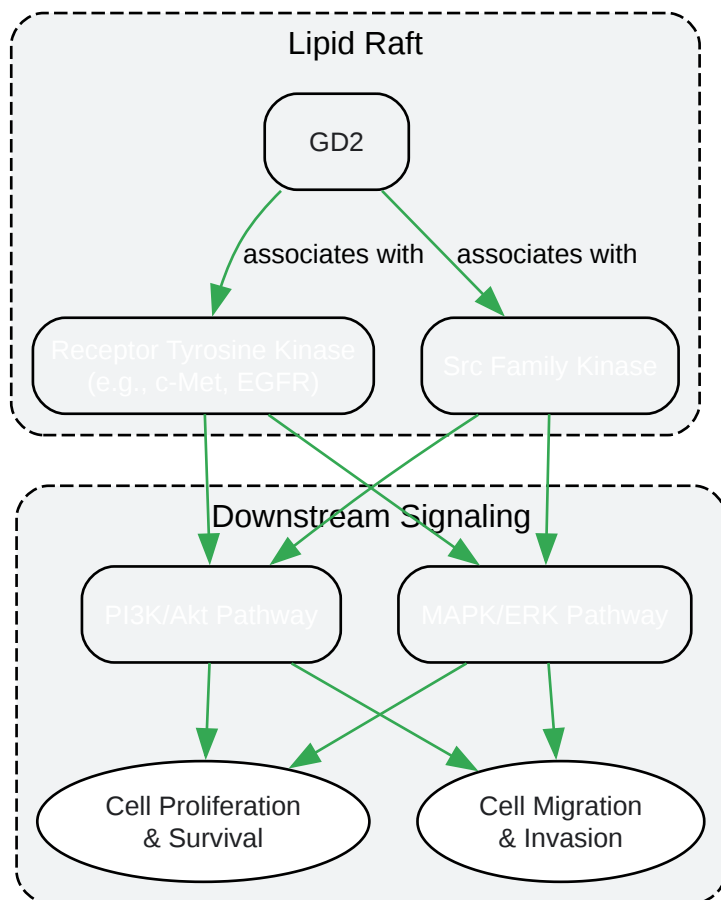 Lipid Raft
GD2
associates with
associates with
Receptor Tyrosine Kinase
(e.g., c-Met, EGFR)
Src Family Kinase
Downstream Signaling
PI3K/Akt Pathway
MAPK/ERK Pathway
Cell Proliferation
& Survival
Cell Migration
& Invasion